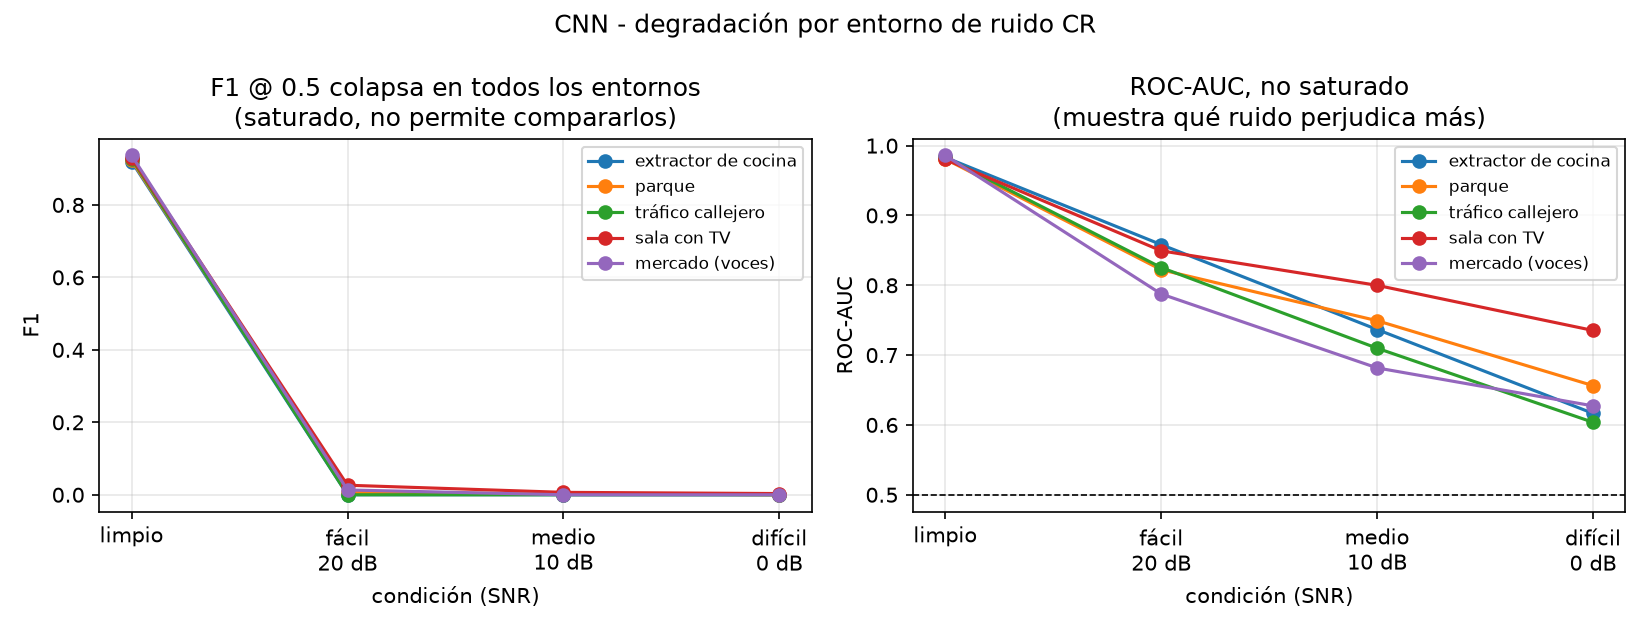 CNN - degradación por entorno de ruido CR
F1 @ 0.5 colapsa en todos los entornos
(saturado, no permite compararlos)
extractor de cocina
parque
tráfico callejero
sala con TV
mercado (voces)
F1
0.8
0.6
0.4
0.2
0.0
limpio
fácil
20 dB
medio
10 dB
difícil
0 dB
condición (SNR)
ROC-AUC, no saturado
(muestra qué ruido perjudica más)
extractor de cocina
parque
tráfico callejero
sala con TV
mercado (voces)
ROC-AUC
1.0
0.9
0.8
0.7
0.6
0.5
limpio
fácil
20 dB
medio
10 dB
difícil
0 dB
condición (SNR)